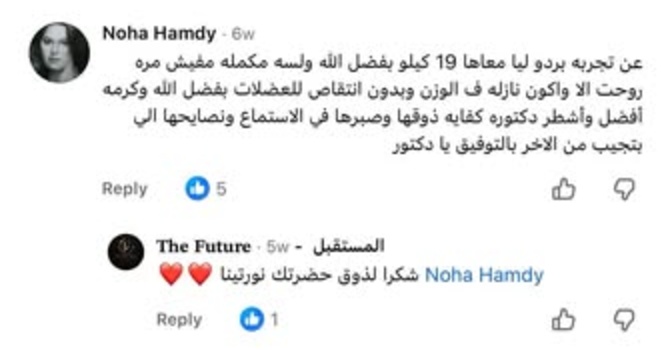 Noha Hamdy · 6w
عن تجربه بردو ليا معاها 19 كيلو بفضل الله ولسه مكمله مفيش مره
روحت الا واكون نازله ف الوزن وبدون انتقاص للعضلات بفضل الله وكرمه
أفضل وأشطر دكتوره كفايه ذوقها وصبرها في الاستماع ونصايحها الي
بتجيب من الاخر بالتوفيق يا دكتور
Reply 5
The Future - المستقبل · 5w
Noha Hamdy شكرا لذوق حضرتك نورتينا ❤️❤️
Reply 1